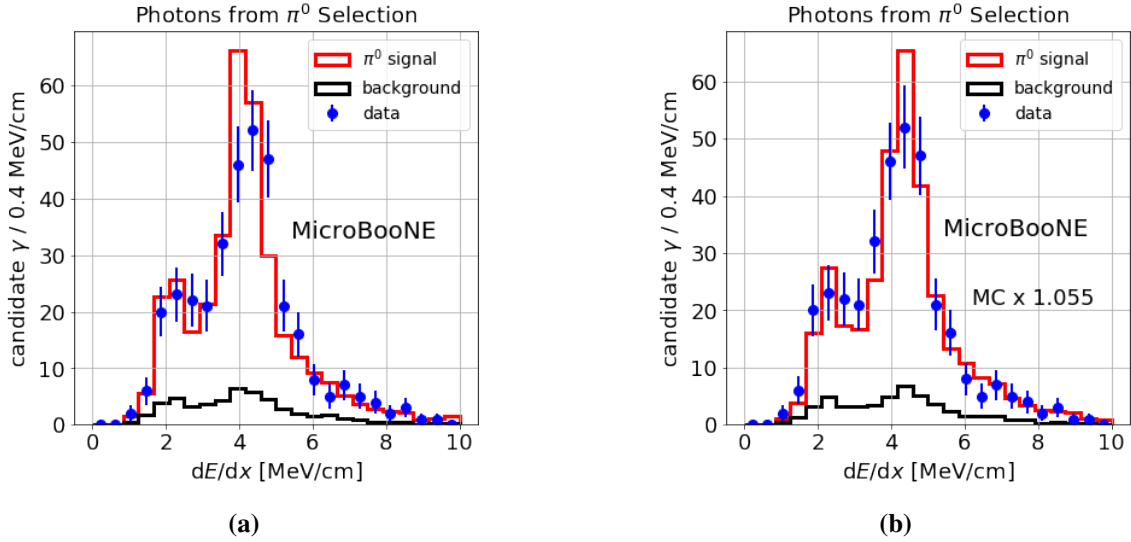 Photons from π⁰ Selection
candidate γ / 0.4 MeV/cm
60
50
40
30
20
10
0
π⁰ signal
background
data
MicroBooNE
0 2 4 6 8 10
dE/dx [MeV/cm]
(a)
Photons from π⁰ Selection
candidate γ / 0.4 MeV/cm
60
50
40
30
20
10
0
π⁰ signal
background
data
MicroBooNE
MC x 1.055
0 2 4 6 8 10
dE/dx [MeV/cm]
(b)